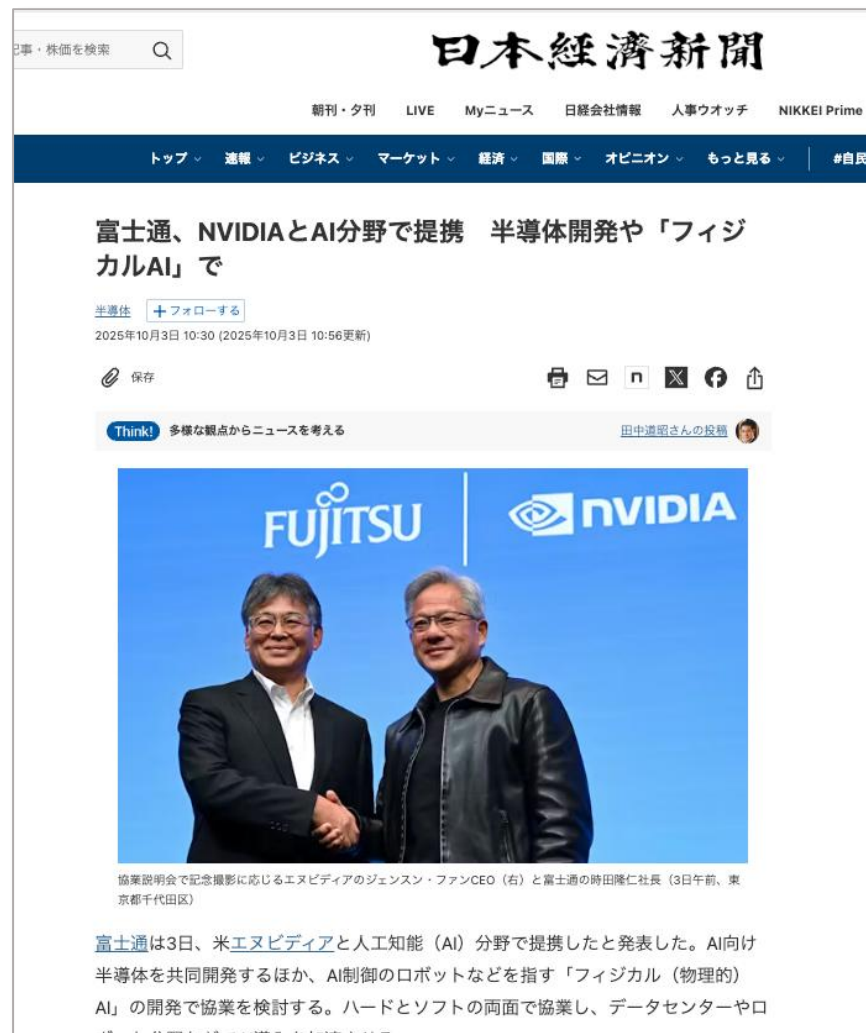 事・株価を検索
日本経済新聞
朝刊・夕刊 LIVE Myニュース 日経会社情報 人事ウオッチ NIKKEI Prime
トップ 速報 ビジネス マーケット 経済 国際 オピニオン もっと見る #自民
富士通、NVIDIAとAI分野で提携 半導体開発や「フィジ
カルAI」で
半導体 +フォローする
2025年10月3日 10:30 (2025年10月3日 10:56更新)
保存
Think! 多様な観点からニュースを考える 田中道昭さんの投稿
FUJITSU NVIDIA
協業説明会で記念撮影に応じるエヌビディアのジェンスン・ファンCEO（右）と富士通の時田隆仁社長（3日午前、東
京都千代田区）
富士通は3日、米エヌビディアと人工知能（AI）分野で提携したと発表した。AI向け
半導体を共同開発するほか、AI制御のロボットなどを指す「フィジカル（物理的）
AI」の開発で協業を検討する。ハードとソフトの両面で協業し、データセンターやロ